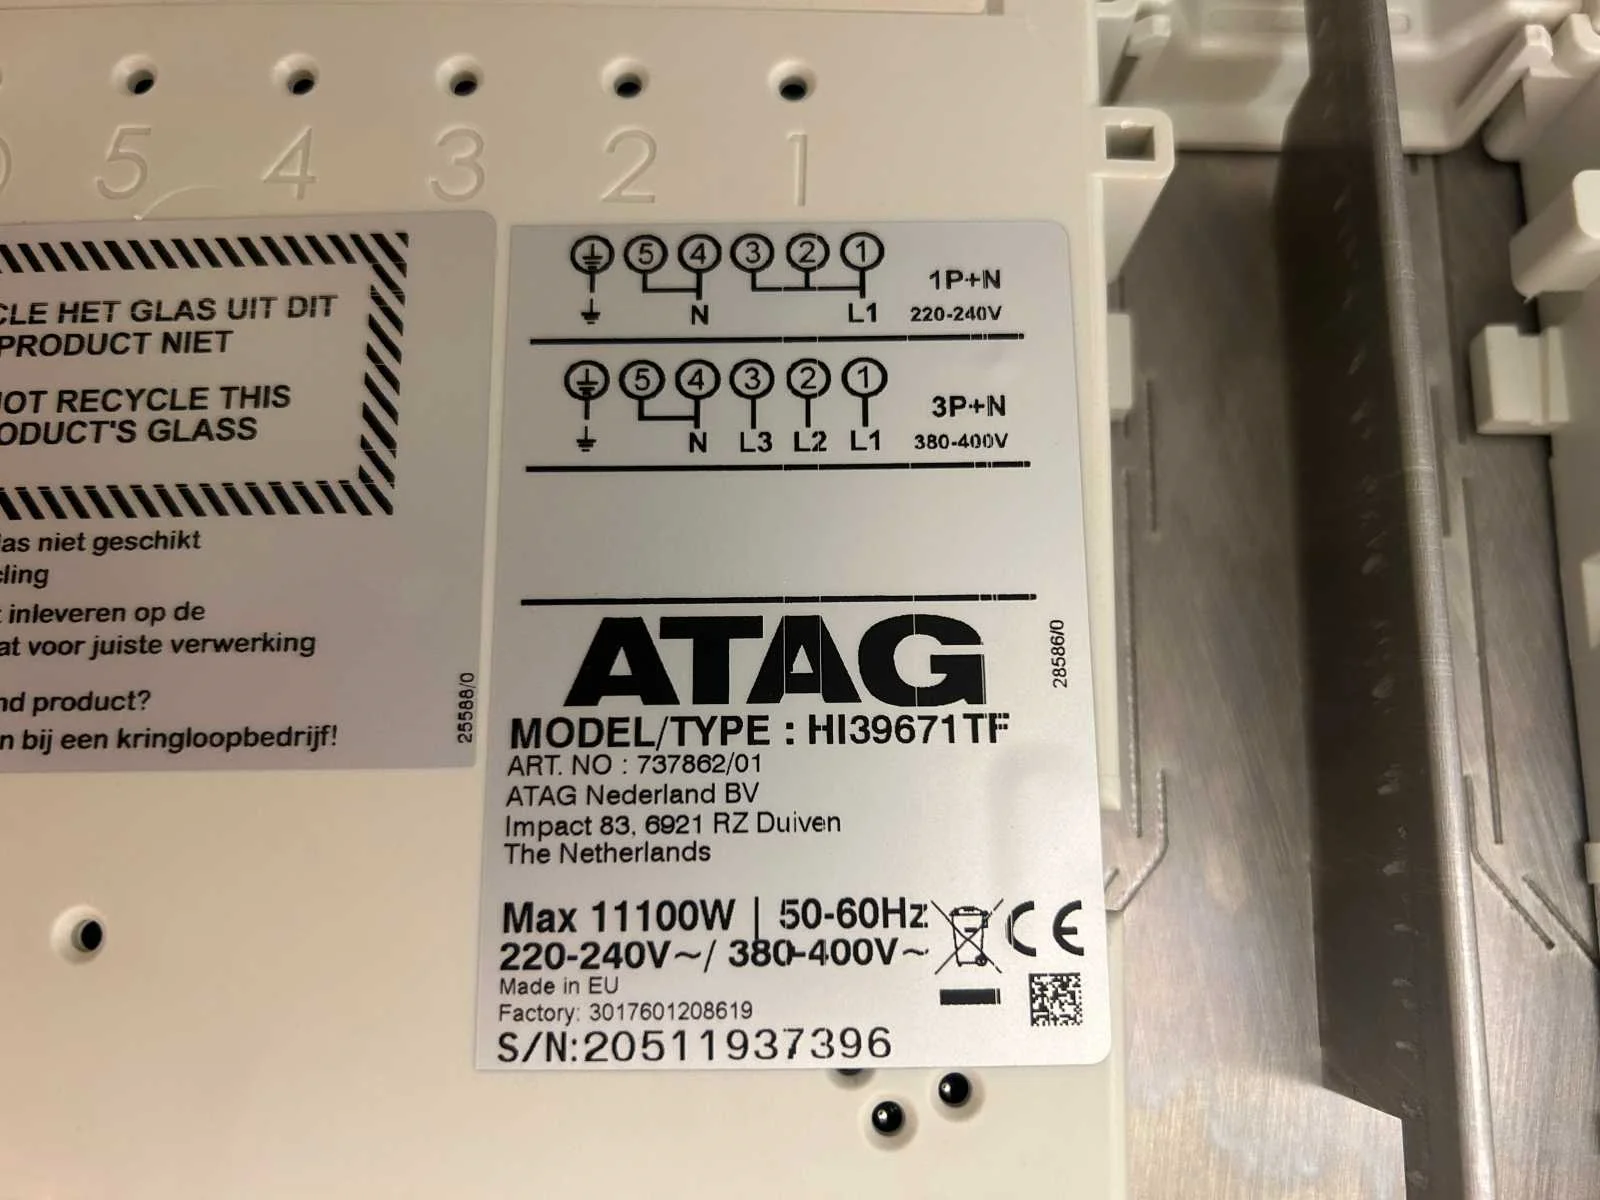 5 4 3 2 1
CLE HET GLAS UIT DIT
PRODUCT NIET
OT RECYCLE THIS
ODUCT'S GLASS
las niet geschikt
cling
inleveren op de
at voor juiste verwerking
nd product?
n bij een kringloopbedrijf!
25588/0
5 4 3 2 1
1P+N
N L1 220-240V
5 4 3 2 1
3P+N
N L3 L2 L1 380-400V
ATAG
28586/0
MODEL/TYPE : HI39671TF
ART. NO : 737862/01
ATAG Nederland BV
Impact 83, 6921 RZ Duiven
The Netherlands
Max 11100W | 50-60Hz
220-240V~/ 380-400V~
CE
Made in EU
Factory: 3017601208619
S/N:20511937396